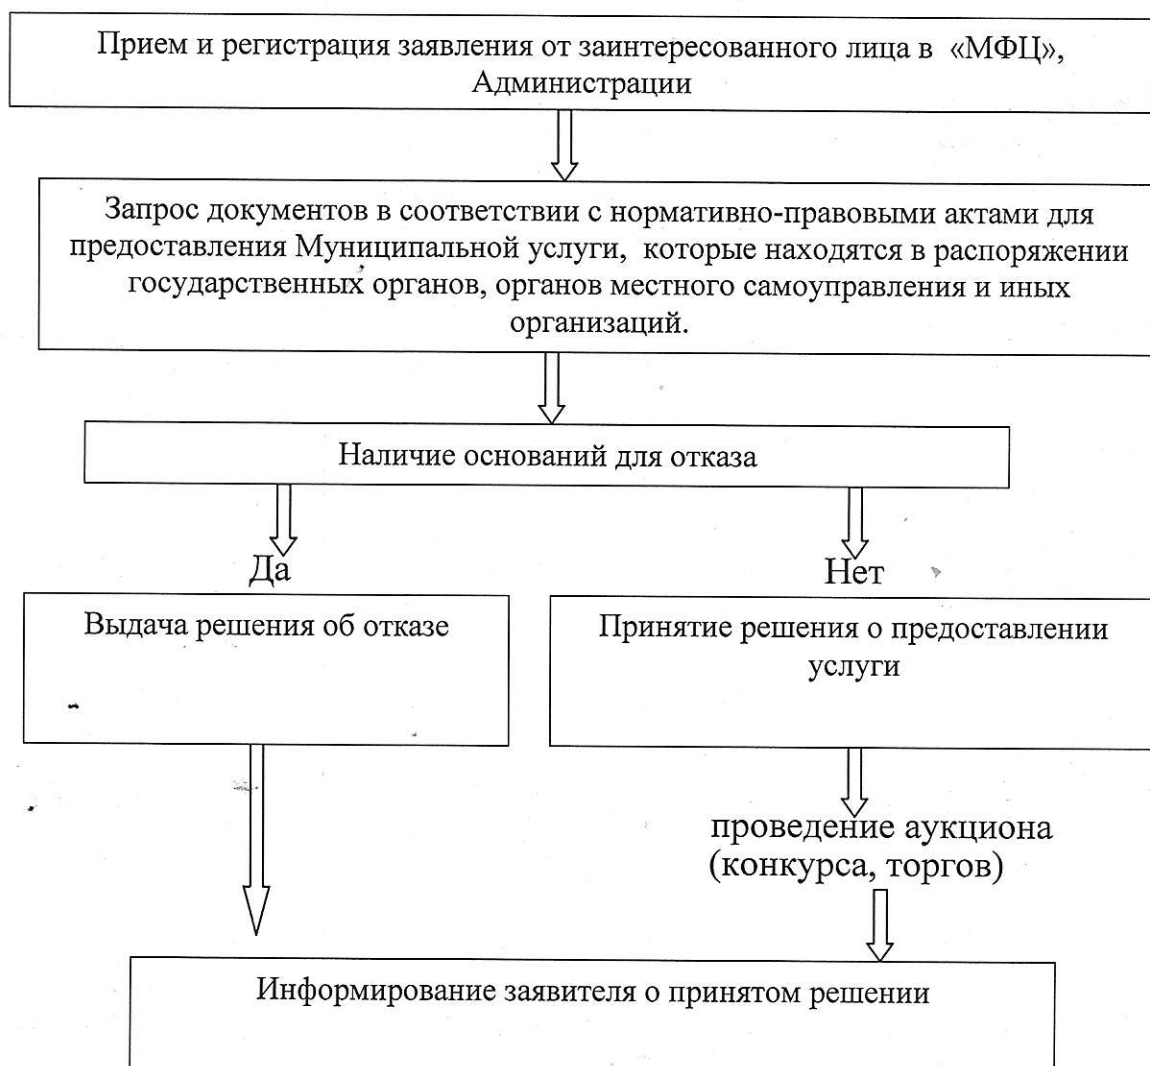 Прием и регистрация заявления от заинтересованного лица в «МФЦ»,
Администрации
Запрос документов в соответствии с нормативно-правовыми актами для
предоставления Муниципальной услуги, которые находятся в распоряжении
государственных органов, органов местного самоуправления и иных
организаций.
Наличие оснований для отказа
Да
Нет
Выдача решения об отказе
Принятие решения о предоставлении
услуги
проведение аукциона
(конкурса, торгов)
Информирование заявителя о принятом решении